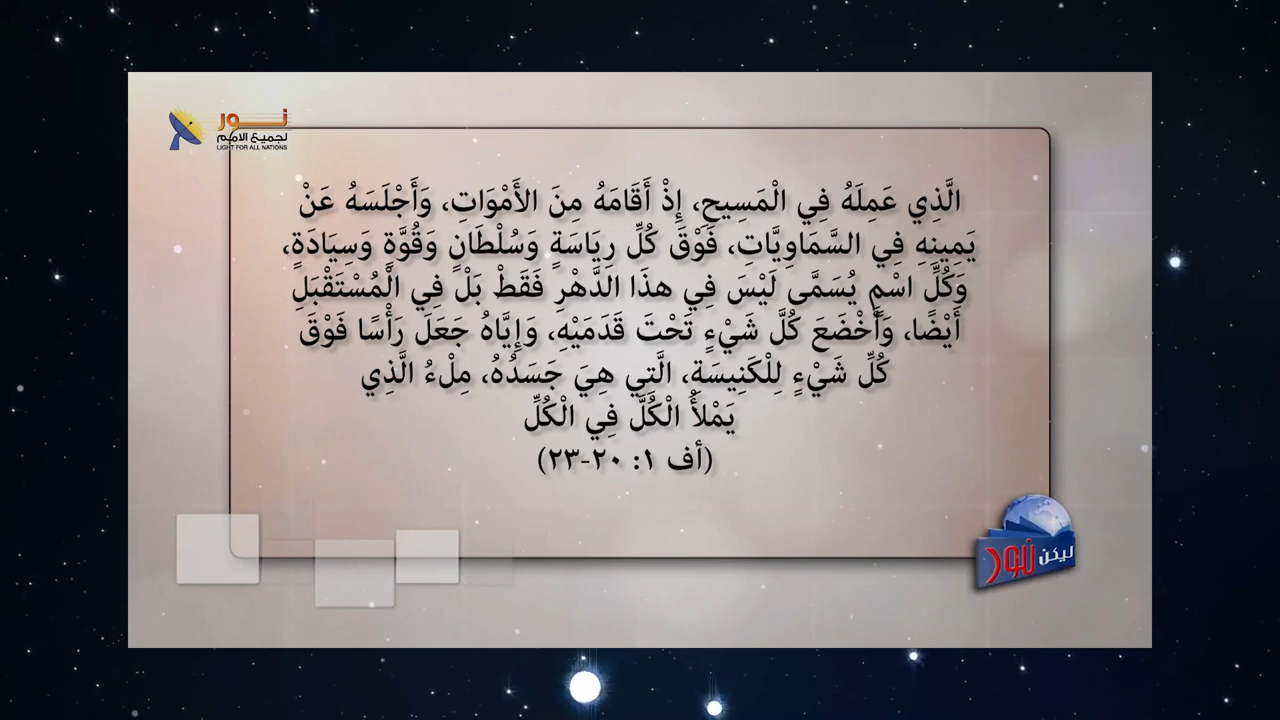 نور
لجميع الامم
LIGHT FOR ALL NATIONS
الَّذِي عَمِلَهُ فِي الْمَسِيحِ، إِذْ أَقَامَهُ مِنَ الأَمْوَاتِ، وَأَجْلَسَهُ عَنْ
يَمِينِهِ فِي السَّمَاوِيَّاتِ، فَوْقَ كُلِّ رِيَاسَةٍ وَسُلْطَانٍ وَقُوَّةٍ وَسِيَادَةٍ،
وَكُلِّ اسْمٍ يُسَمَّى لَيْسَ فِي هذَا الدَّهْرِ فَقَطْ بَلْ فِي الْمُسْتَقْبَلِ
أَيْضًا، وَأَخْضَعَ كُلَّ شَيْءٍ تَحْتَ قَدَمَيْهِ، وَإِيَّاهُ جَعَلَ رَأْسًا فَوْقَ
كُلِّ شَيْءٍ لِلْكَنِيسَةِ، الَّتِي هِيَ جَسَدُهُ، مِلْءُ الَّذِي
يَمْلأُ الْكُلَّ فِي الْكُلِّ
(أف ١: ٢٠-٢٣)
ليكن نور